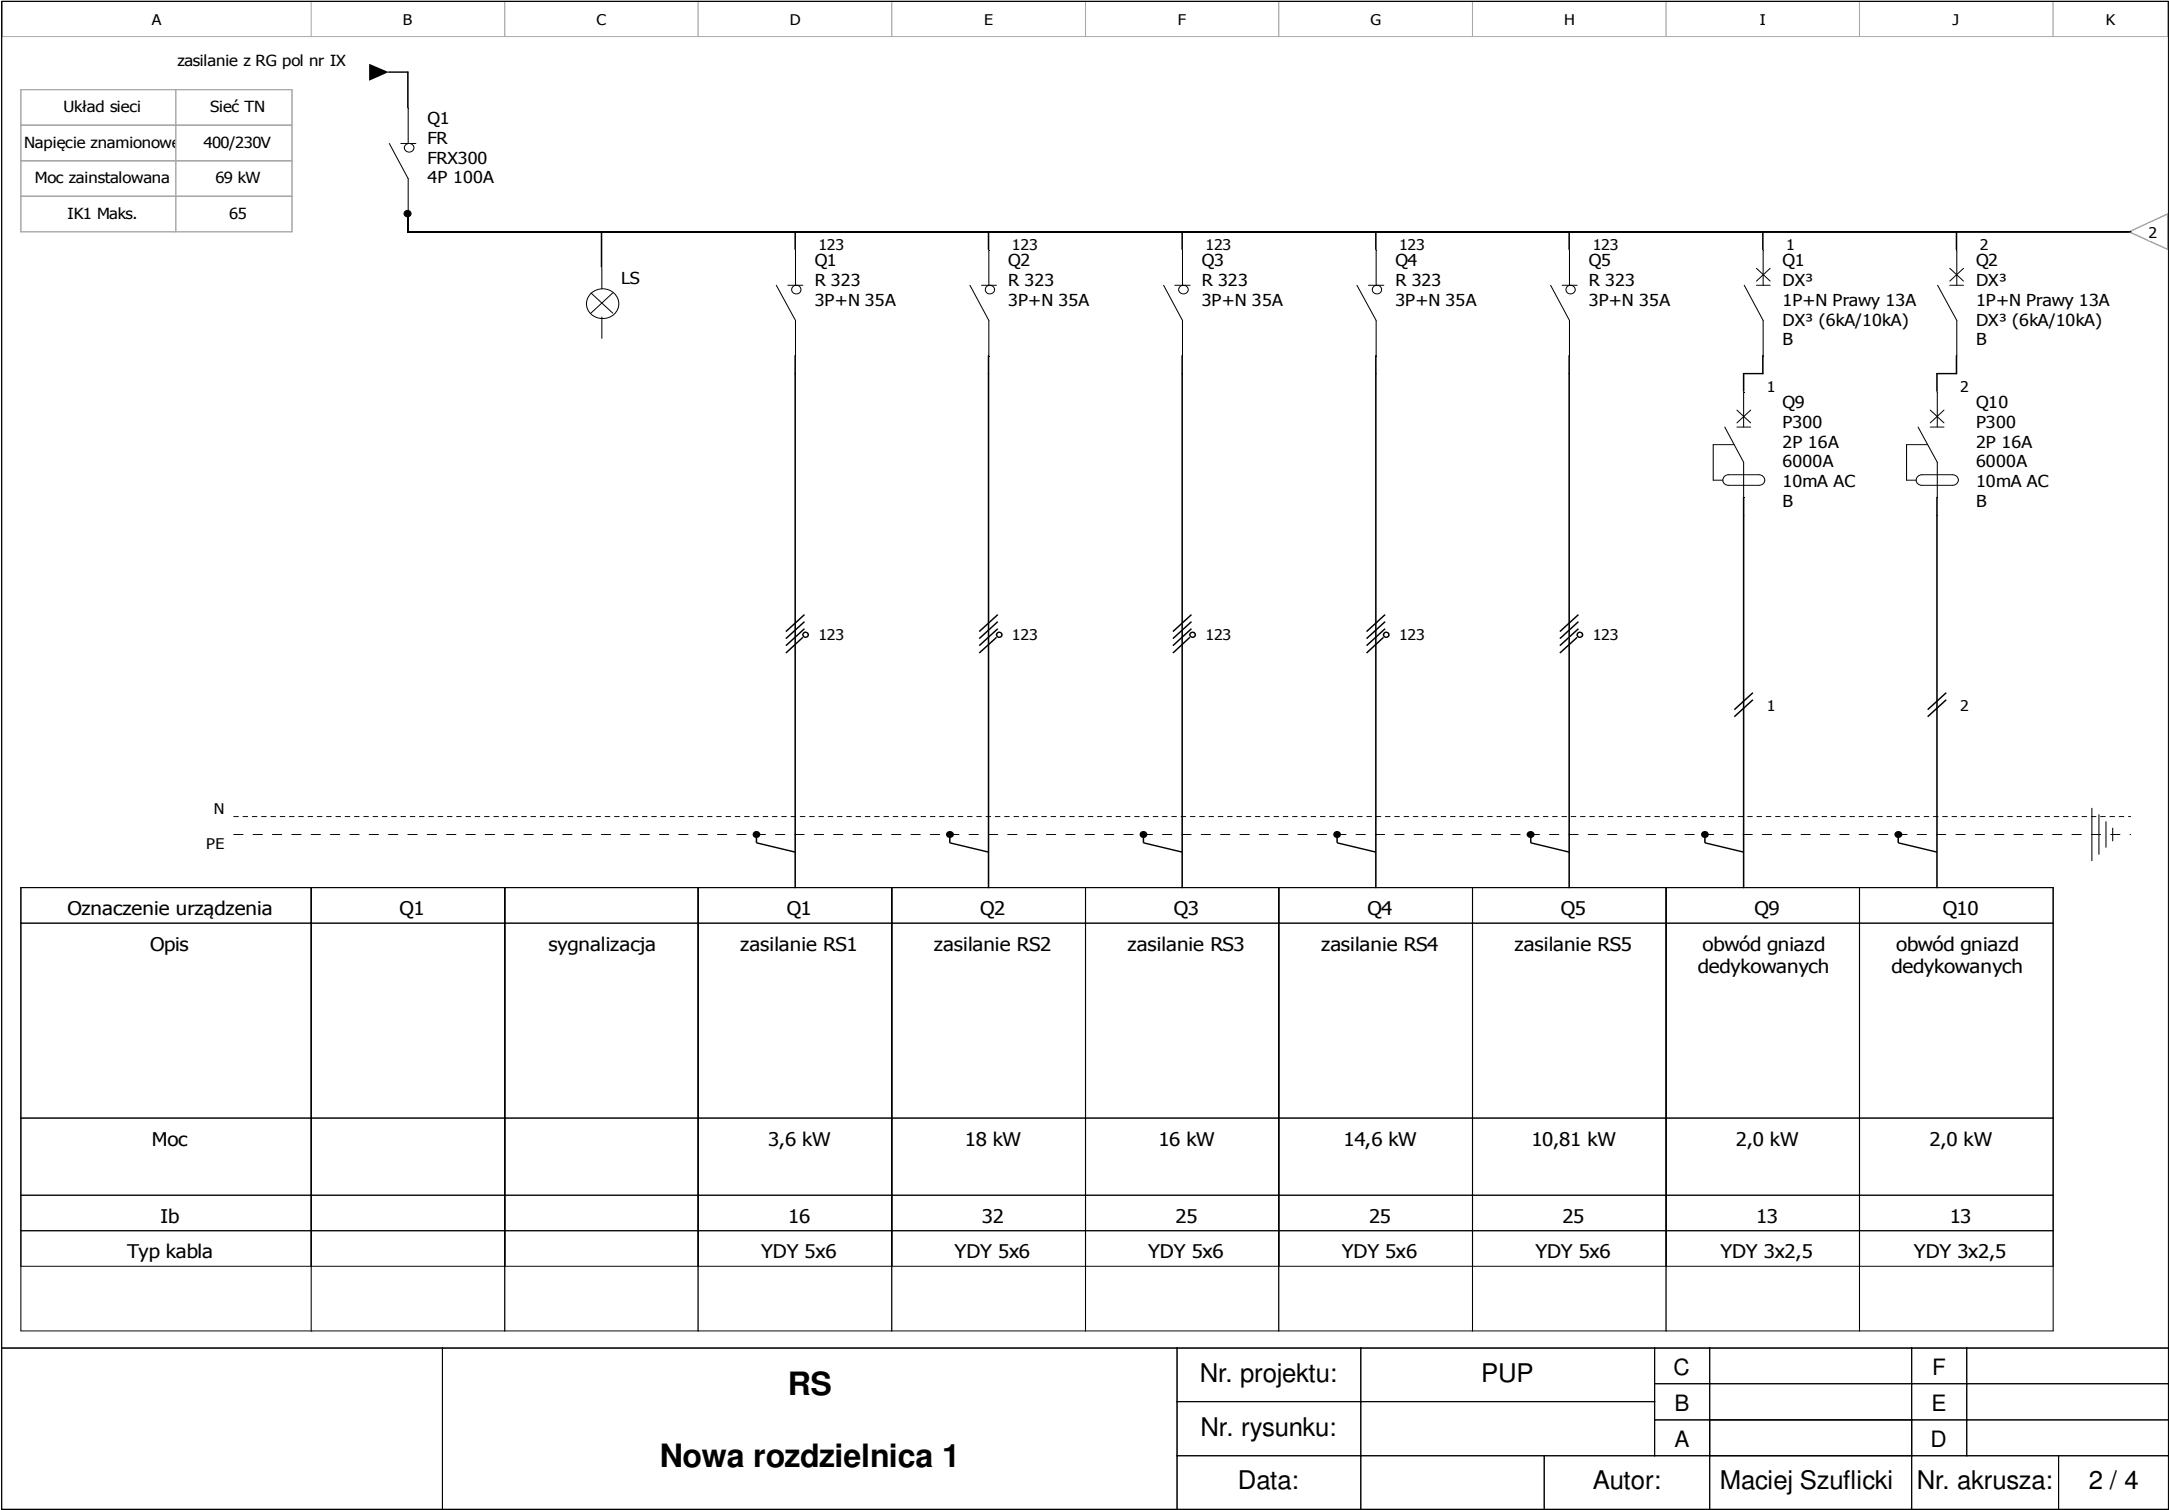 A B C D E F G H I J K
zasilanie z RG pol nr IX
Układ sieci Sieć TN
Napięcie znamionowe 400/230V
Moc zainstalowana 69 kW
IK1 Maks. 65
Q1
FR
FRX300
4P 100A
2
LS
123
Q1
R 323
3P+N 35A
123
Q2
R 323
3P+N 35A
123
Q3
R 323
3P+N 35A
123
Q4
R 323
3P+N 35A
123
Q5
R 323
3P+N 35A
1
Q1
DX³
1P+N Prawy 13A
DX³ (6kA/10kA)
B
2
Q2
DX³
1P+N Prawy 13A
DX³ (6kA/10kA)
B
1
Q9
P300
2P 16A
6000A
10mA AC
B
2
Q10
P300
2P 16A
6000A
10mA AC
B
123 123 123 123 123
1 2
N
PE
Oznaczenie urządzenia Q1 Q1 Q2 Q3 Q4 Q5 Q9 Q10
Opis sygnalizacja zasilanie RS1 zasilanie RS2 zasilanie RS3 zasilanie RS4 zasilanie RS5 obwód gniazd obwód gniazd
dedykowanych dedykowanych
Moc 3,6 kW 18 kW 16 kW 14,6 kW 10,81 kW 2,0 kW 2,0 kW
Ib 16 32 25 25 25 13 13
Typ kabla YDY 5x6 YDY 5x6 YDY 5x6 YDY 5x6 YDY 5x6 YDY 3x2,5 YDY 3x2,5
RS
Nowa rozdzielnica 1
Nr. projektu: PUP
Nr. rysunku:
Data:
Autor: Maciej Szuflicki
C F
B E
A D
Nr. akrusza: 2 / 4